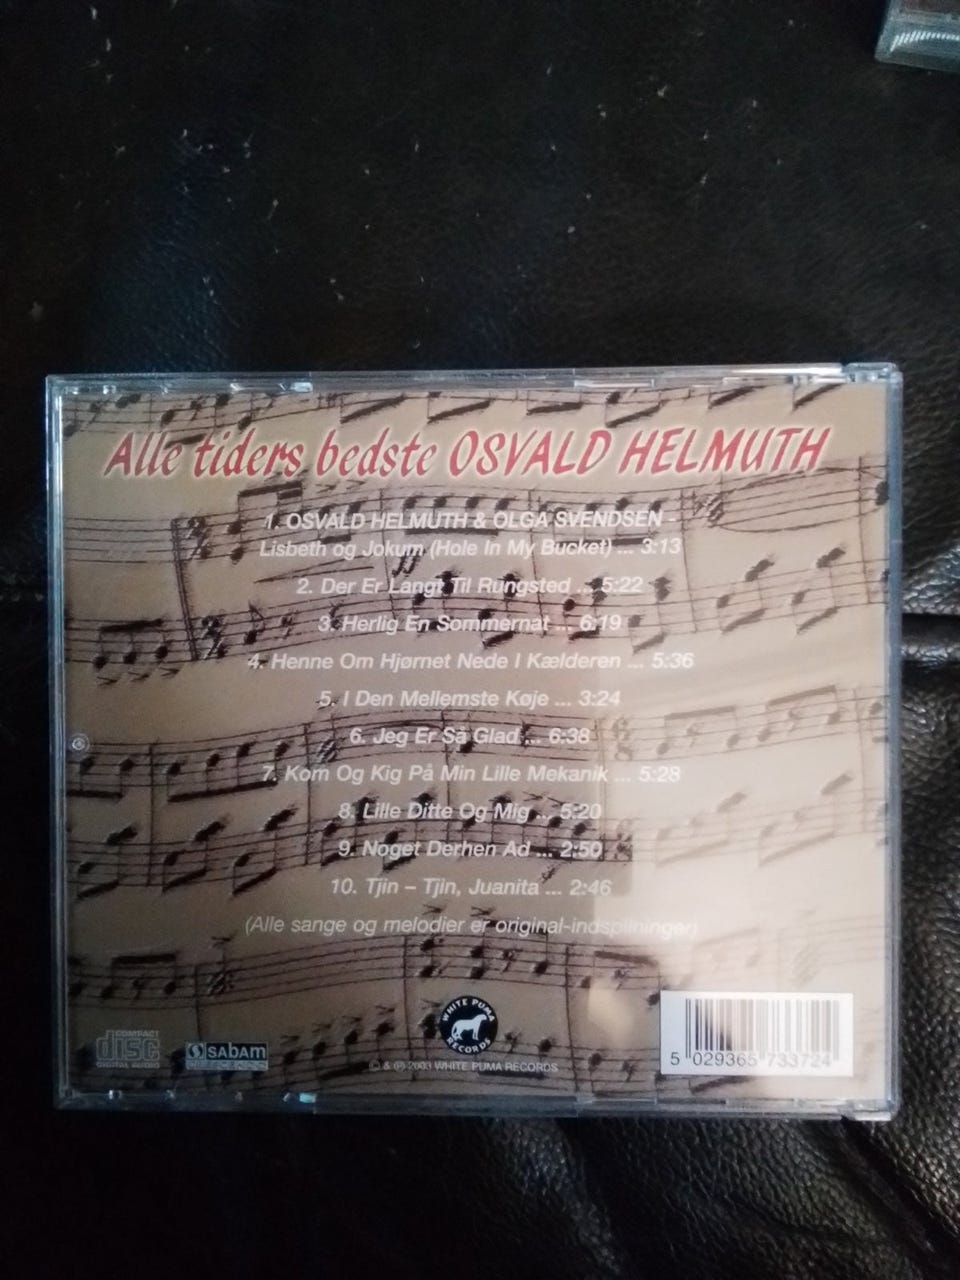 Alle tiders bedste OSVALD HELMUTH
1. OSVALD HELMUTH & OLGA SVENDSEN -
Lisbeth og Jokum (Hole In My Bucket) ... 3:13
2. Der Er Langt Til Rungsted ... 5:22
3. Herlig En Sommernat ... 6:19
4. Henne Om Hjørnet Nede I Kælderen ... 5:36
5. I Den Mellemste Køje ... 3:24
6. Jeg Er Så Glad ... 6:38
7. Kom Og Kig På Min Lille Mekanik ... 5:28
8. Lille Ditte Og Mig ... 5:20
9. Noget Derhen Ad ... 2:50
10. Tjin – Tjin, Juanita ... 2:46
(Alle sange og melodier er original-indspilninger)
WHITE PUMA
RECORDS
COMPACT
disc
DIGITAL AUDIO
sabam
© & ℗ 2003 WHITE PUMA RECORDS
5 029365 733724